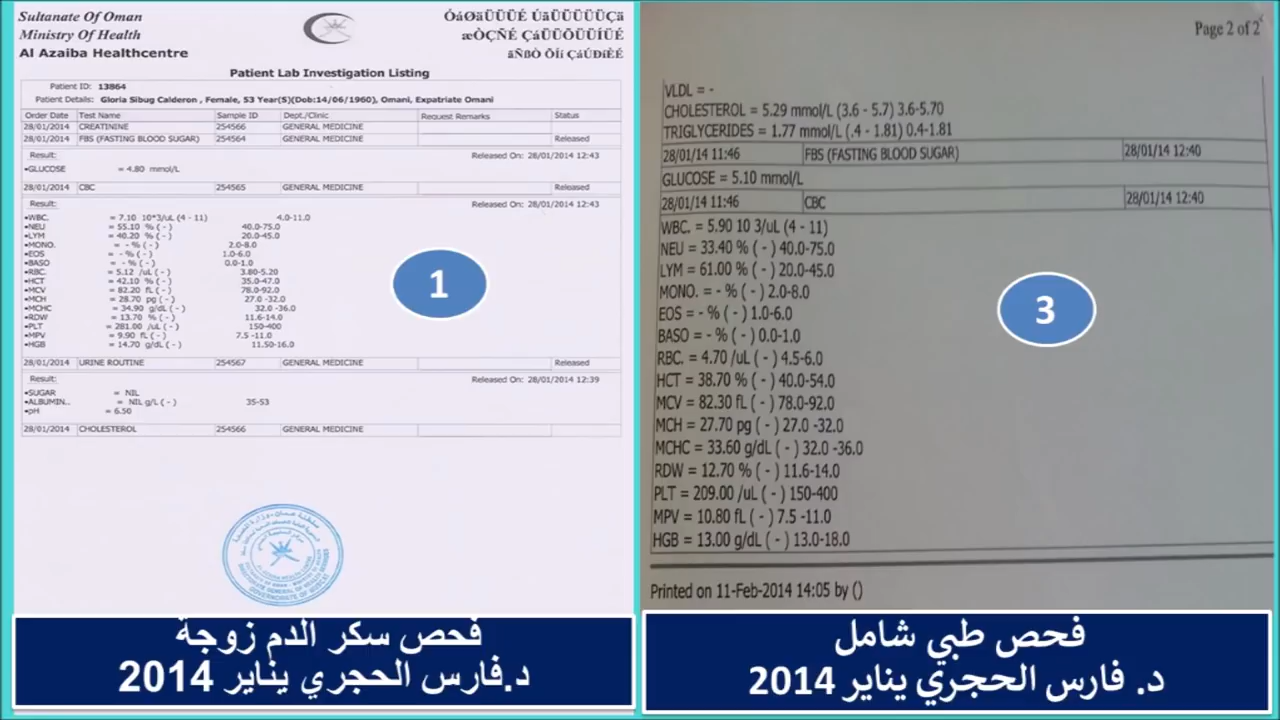 Sultanate Of Oman
Ministry Of Health
Al Azaiba Healthcentre
ÓáØäÜÜÜÉ ÚäÜÜÜÜÜÇä
æÒÇÑÉ ÇáÜÕÜÜÍÜÉ
ãÑßÒ ÕÍí ÇáÚÐíÈÉ
Patient Lab Investigation Listing
Patient ID: 13864
Patient Details: Gloria Sibug Calderon , Female, 53 Year(S)(Dob:14/06/1960), Omani, Expatriate Omani
Order Date Test Name Sample ID Dept./Clinic Request Remarks Status
28/01/2014 CREATININE 254566 GENERAL MEDICINE
28/01/2014 FBS (FASTING BLOOD SUGAR) 254564 GENERAL MEDICINE Released
Result: Released On: 28/01/2014 12:43
•GLUCOSE = 4.80 mmol/L
28/01/2014 CBC 254565 GENERAL MEDICINE Released
Result: Released On: 28/01/2014 12:43
•WBC. = 7.10 10*3/uL (4 - 11) 4.0-11.0
•NEU = 55.10 % ( - ) 40.0-75.0
•LYM = 40.20 % ( - ) 20.0-45.0
•MONO. = - % ( - ) 2.0-8.0
•EOS = - % ( - ) 1.0-6.0
•BASO = - % ( - ) 0.0-1.0
•RBC. = 5.12 /uL ( - ) 3.80-5.20
•HCT = 42.10 % ( - ) 35.0-47.0
•MCV = 82.20 fL ( - ) 78.0-92.0
•MCH = 28.70 pg ( - ) 27.0 -32.0
•MCHC = 34.90 g/dL ( - ) 32.0 -36.0
•RDW = 13.70 % ( - ) 11.6-14.0
•PLT = 281.00 /uL ( - ) 150-400
•MPV = 9.90 fL ( - ) 7.5 -11.0
•HGB = 14.70 g/dL ( - ) 11.50-16.0
28/01/2014 URINE ROUTINE 254567 GENERAL MEDICINE Released
Result: Released On: 28/01/2014 12:39
•SUGAR = NIL
•ALBUMIN... = NIL g/L ( - ) 35-53
•pH = 6.50
28/01/2014 CHOLESTEROL 254566 GENERAL MEDICINE
1
فحص سكر الدم زوجة
د.فارس الحجري يناير 2014
Page 2 of 2
VLDL = -
CHOLESTEROL = 5.29 mmol/L (3.6 - 5.7) 3.6-5.70
TRIGLYCERIDES = 1.77 mmol/L (.4 - 1.81) 0.4-1.81
28/01/14 11:46 FBS (FASTING BLOOD SUGAR) 28/01/14 12:40
GLUCOSE = 5.10 mmol/L
28/01/14 11:46 CBC 28/01/14 12:40
WBC. = 5.90 10 3/uL (4 - 11)
NEU = 33.40 % ( - ) 40.0-75.0
LYM = 61.00 % ( - ) 20.0-45.0
MONO. = - % ( - ) 2.0-8.0
EOS = - % ( - ) 1.0-6.0
BASO = - % ( - ) 0.0-1.0
RBC. = 4.70 /uL ( - ) 4.5-6.0
HCT = 38.70 % ( - ) 40.0-54.0
MCV = 82.30 fL ( - ) 78.0-92.0
MCH = 27.70 pg ( - ) 27.0 -32.0
MCHC = 33.60 g/dL ( - ) 32.0 -36.0
RDW = 12.70 % ( - ) 11.6-14.0
PLT = 209.00 /uL ( - ) 150-400
MPV = 10.80 fL ( - ) 7.5 -11.0
HGB = 13.00 g/dL ( - ) 13.0-18.0
Printed on 11-Feb-2014 14:05 by ()
3
فحص طبي شامل
د. فارس الحجري يناير 2014